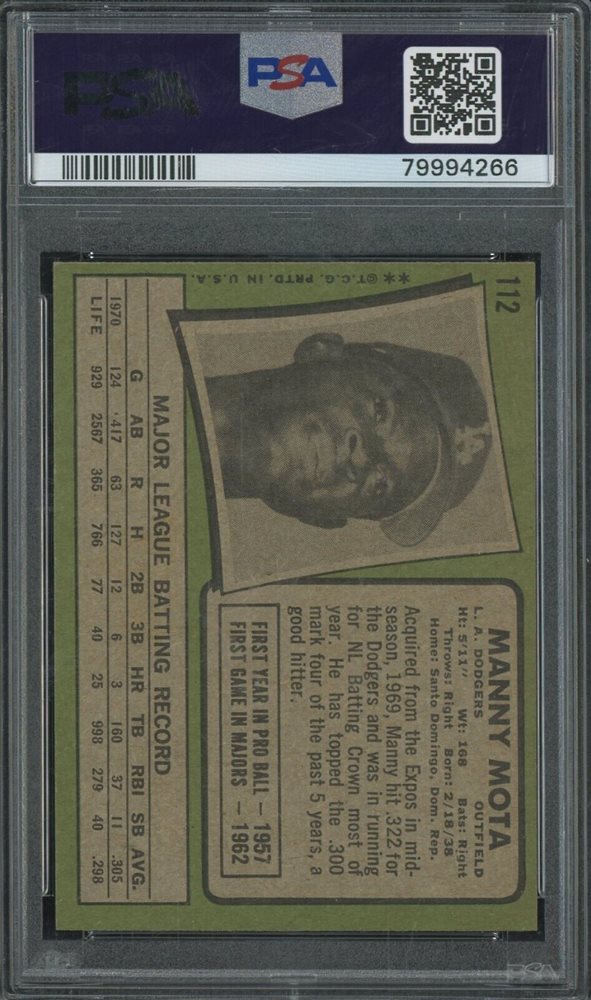 PSA
PSA
79994266
112
MANNY MOTA
L. A. DODGERS OUTFIELD
Ht: 5'11" Wt: 168 Bats: Right
Throws: Right Born: 2/18/38
Home: Santo Domingo, Dom. Rep.
Acquired from the Expos in mid-
season, 1969, Manny hit .322 for
the Dodgers and was in running
for NL Batting Crown most of
year. He has topped the .300
mark four of the past 5 years, a
good hitter.
FIRST YEAR IN PRO BALL — 1957
FIRST GAME IN MAJORS — 1962
LA
MAJOR LEAGUE BATTING RECORD
G AB R H 2B 3B HR TB RBI SB AVG.
1970 124 417 63 127 12 6 3 160 37 11 .305
LIFE 929 2567 365 766 77 40 25 998 279 40 .298
**©T.C.G. PRTD. IN U.S.A.
PSA